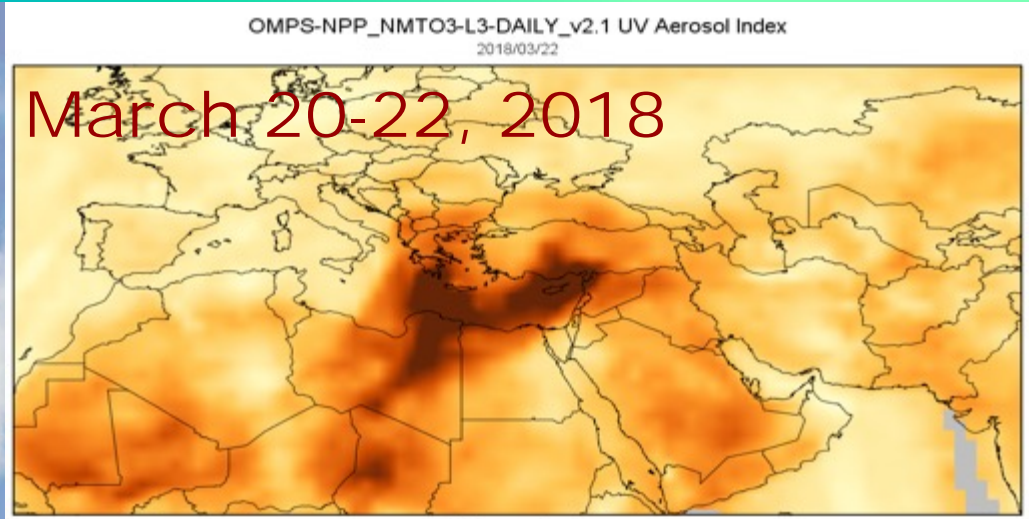 OMPS-NPP_NMTO3-L3-DAILY_v2.1 UV Aerosol Index
2018/03/22
March 20-22, 2018